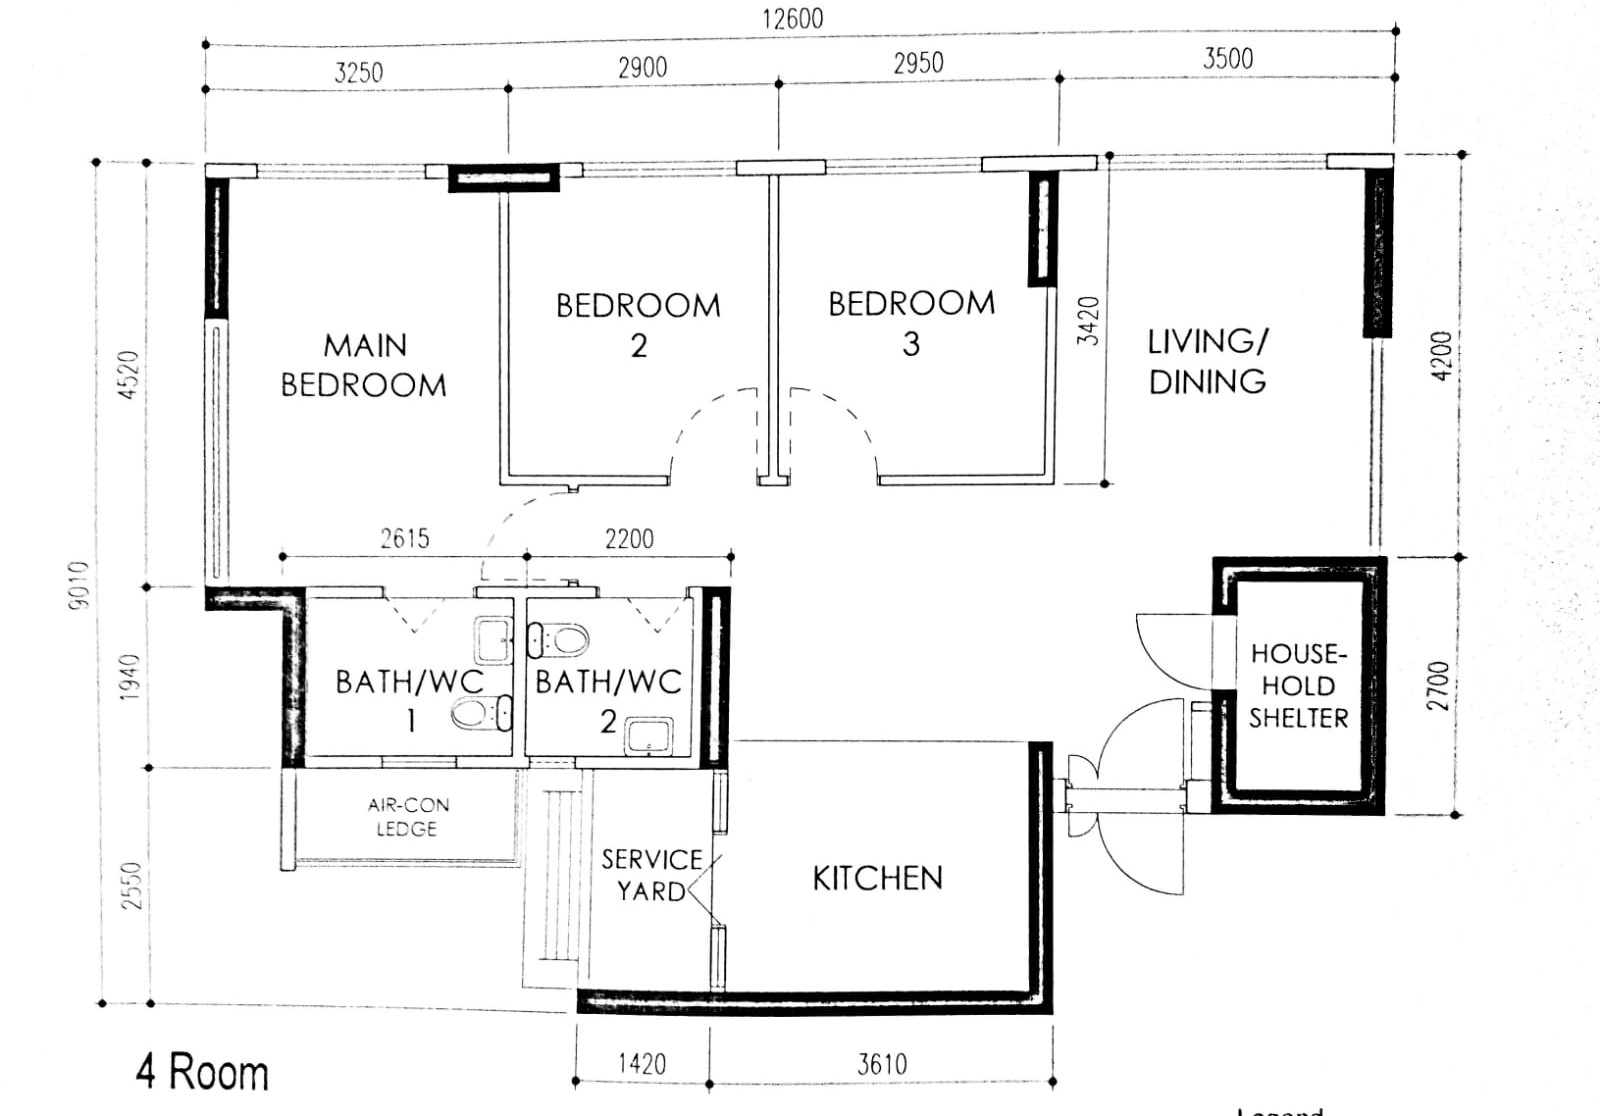 12600
3250
2900
2950
3500
MAIN
BEDROOM
BEDROOM
2
BEDROOM
3
LIVING/
DINING
3420
4520
4200
9010
2615
2200
BATH/WC
1
BATH/WC
2
HOUSE-
HOLD
SHELTER
1940
2700
AIR-CON
LEDGE
SERVICE
YARD
KITCHEN
2550
1420
3610
4 Room
Legend